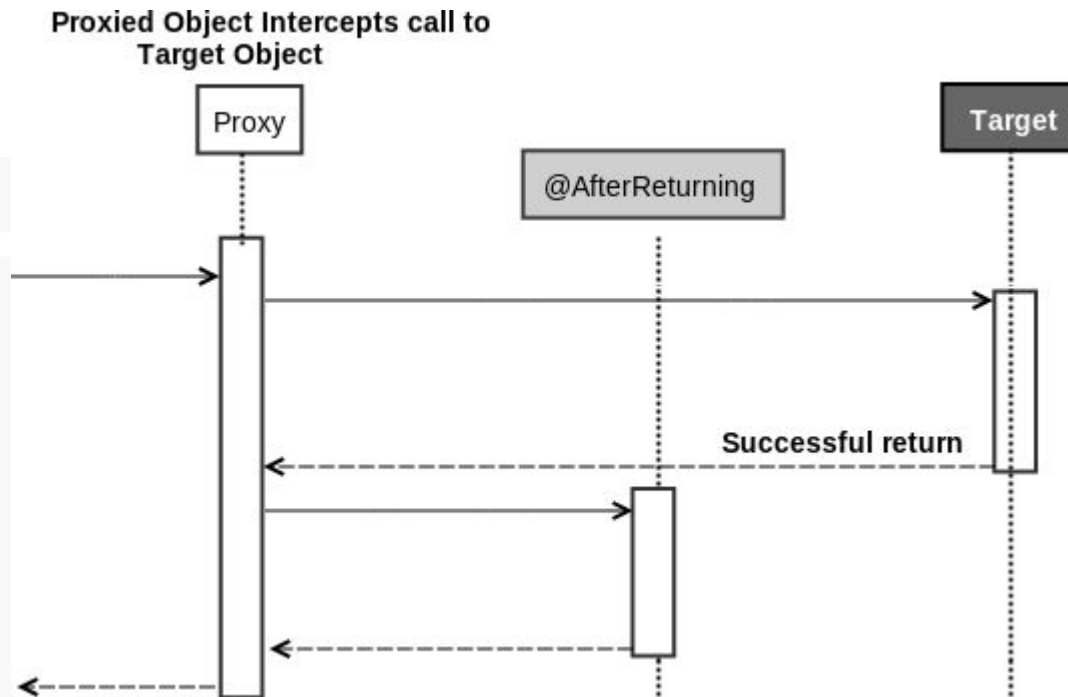 Proxied Object Intercepts call to
Target Object
Proxy
Target
@AfterReturning
Successful return